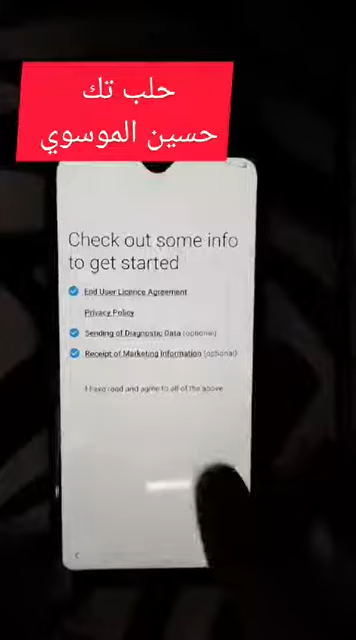 حلب تك
حسين الموسوي
Check out some info
to get started
End User Licence Agreement
Privacy Policy
Sending of Diagnostic Data (optional)
Receipt of Marketing Information (optional)
I have read and agree to all of the above